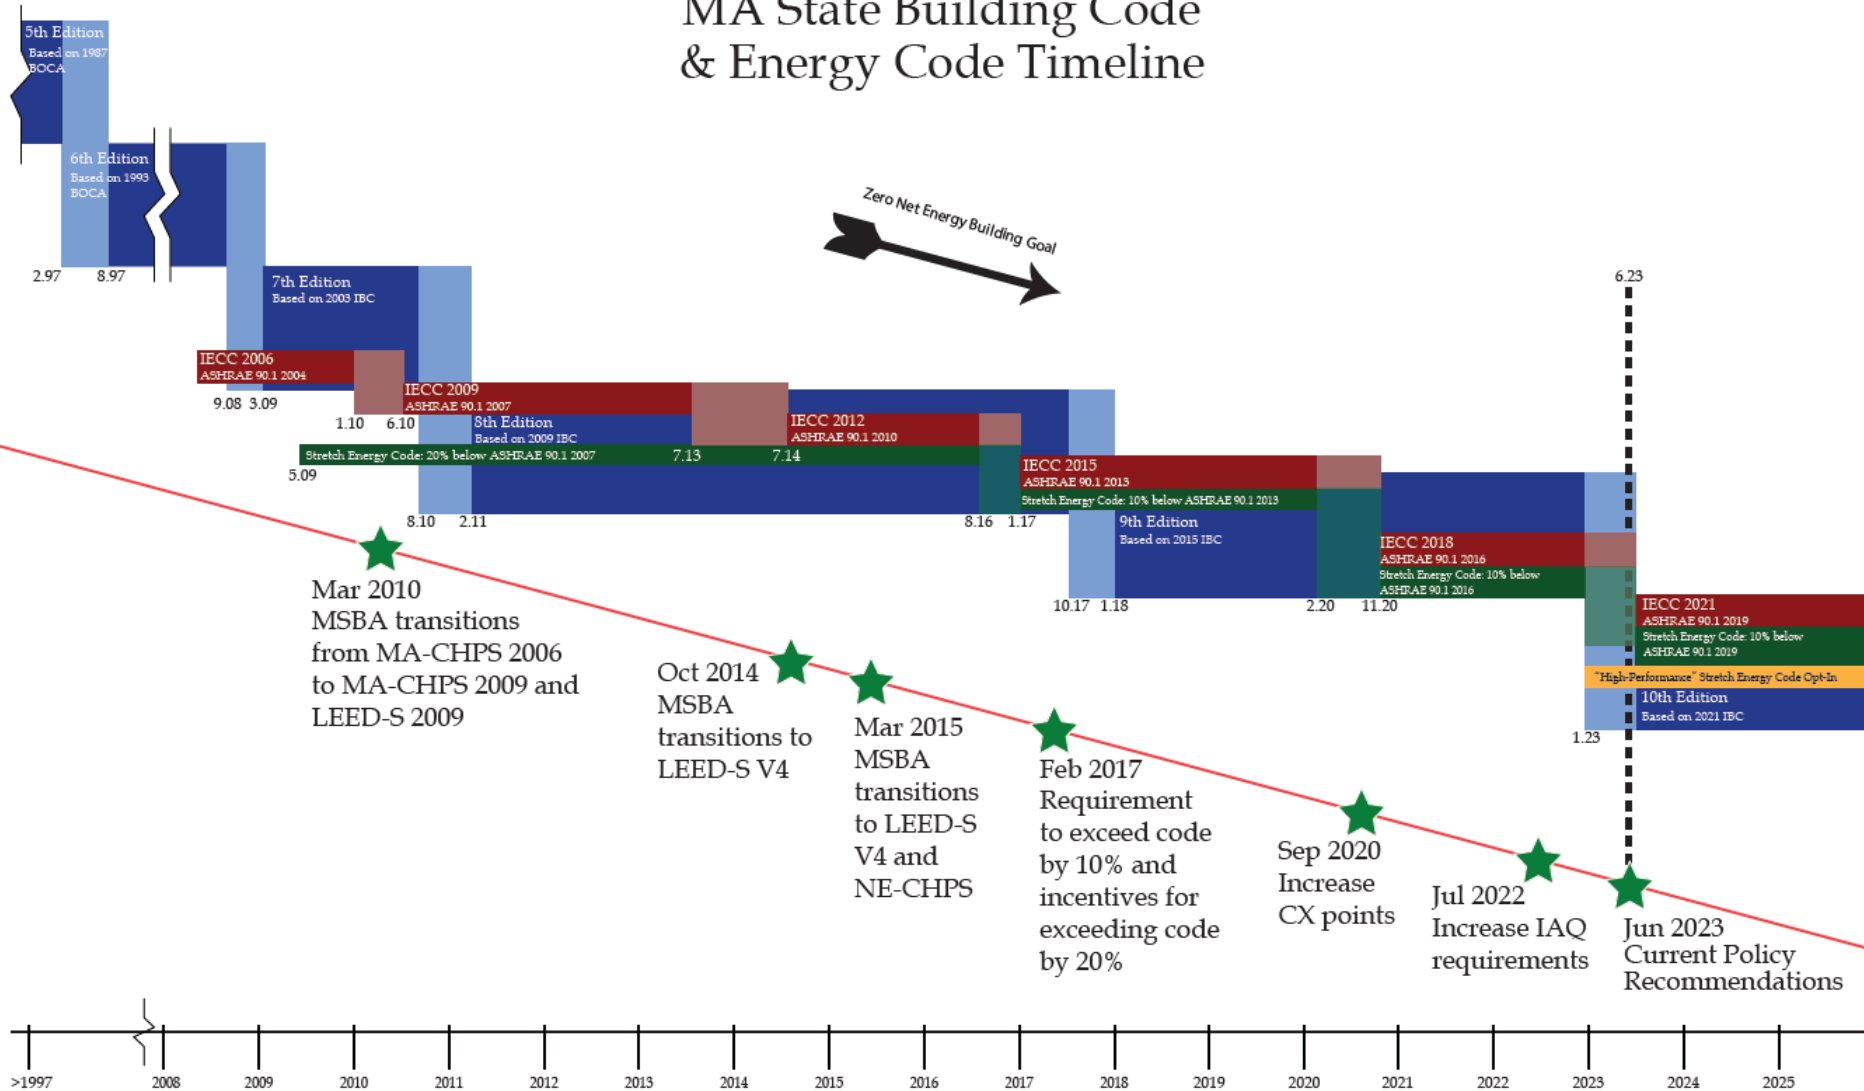 MA State Building Code
& Energy Code Timeline
5th Edition
Based on 1987
BOCA
6th Edition
Based on 1993
BOCA
2.97
8.97
Zero Net Energy Building Goal
6.23
7th Edition
Based on 2003 IBC
IECC 2006
ASHRAE 90.1 2004
9.08
3.09
1.10
6.10
IECC 2009
ASHRAE 90.1 2007
8th Edition
Based on 2009 IBC
IECC 2012
ASHRAE 90.1 2010
Stretch Energy Code: 20% below ASHRAE 90.1 2007
7.13
7.14
5.09
8.10
2.11
8.16
1.17
IECC 2015
ASHRAE 90.1 2013
Stretch Energy Code: 10% below ASHRAE 90.1 2013
9th Edition
Based on 2015 IBC
10.17
1.18
2.20
11.20
IECC 2018
ASHRAE 90.1 2016
Stretch Energy Code: 10% below
ASHRAE 90.1 2016
IECC 2021
ASHRAE 90.1 2019
Stretch Energy Code: 10% below
ASHRAE 90.1 2019
"High-Performance" Stretch Energy Code Opt-In
10th Edition
Based on 2021 IBC
1.23
Mar 2010
MSBA transitions
from MA-CHPS 2006
to MA-CHPS 2009 and
LEED-S 2009
Oct 2014
MSBA
transitions to
LEED-S V4
Mar 2015
MSBA
transitions
to LEED-S
V4 and
NE-CHPS
Feb 2017
Requirement
to exceed code
by 10% and
incentives for
exceeding code
by 20%
Sep 2020
Increase
CX points
Jul 2022
Increase IAQ
requirements
Jun 2023
Current Policy
Recommendations
>1997
2008
2009
2010
2011
2012
2013
2014
2015
2016
2017
2018
2019
2020
2021
2022
2023
2024
2025